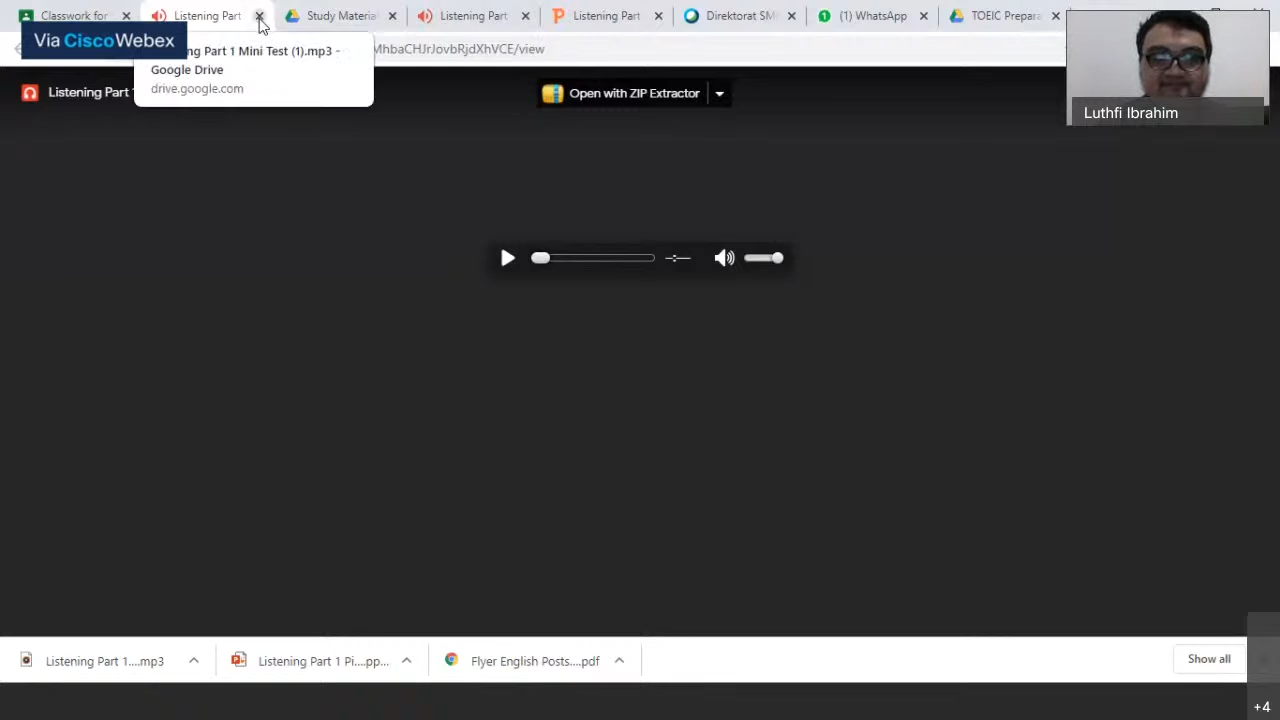 Classwork for
Listening Part
Study Materia
Listening Part
Listening Part
Direktorat SM
(1) WhatsApp
TOEIC Prepara
Via CiscoWebex
ng Part 1 Mini Test (1).mp3 -
Google Drive
drive.google.com
MhbaCHJrJovbRjdXhVCE/view
Listening Part 1
Open with ZIP Extractor
Luthfi Ibrahim
Listening Part 1....mp3
Listening Part 1 Pi....pp...
Flyer English Posts....pdf
Show all
+4